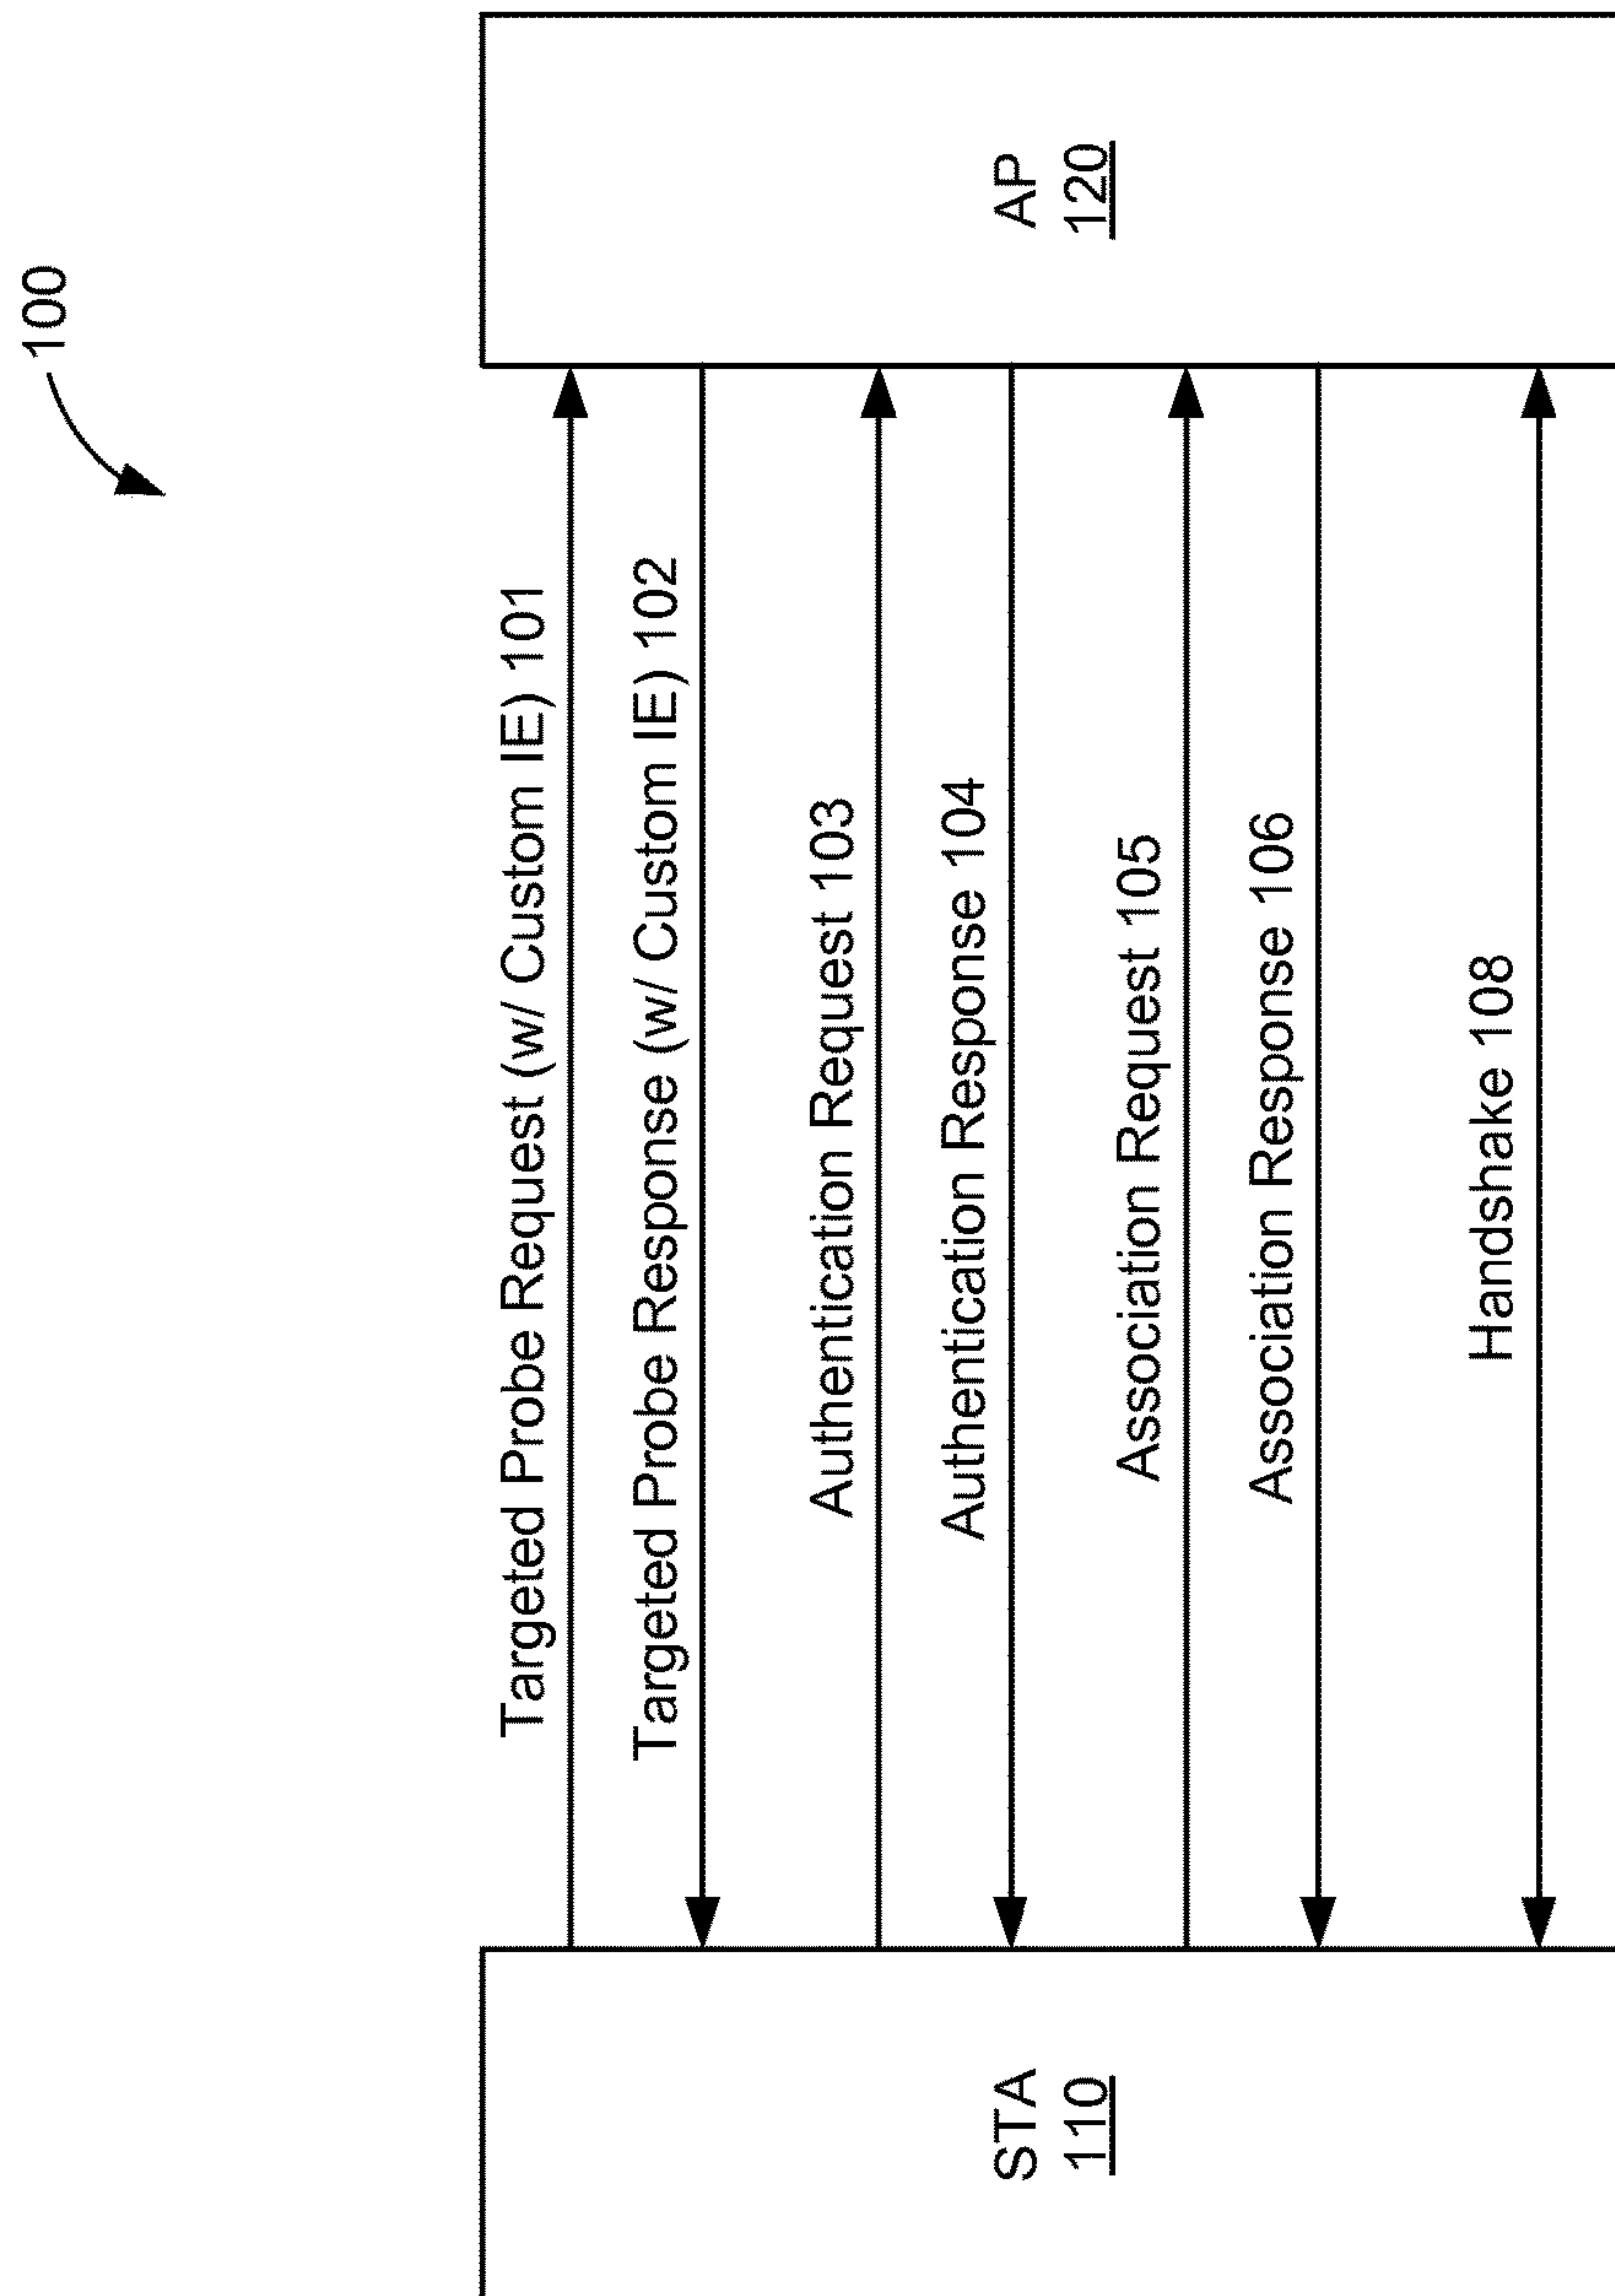 100
STA
110
AP
120
Targeted Probe Request (w/ Custom IE) 101
Targeted Probe Response (w/ Custom IE) 102
Authentication Request 103
Authentication Response 104
Association Request 105
Association Response 106
Handshake 108